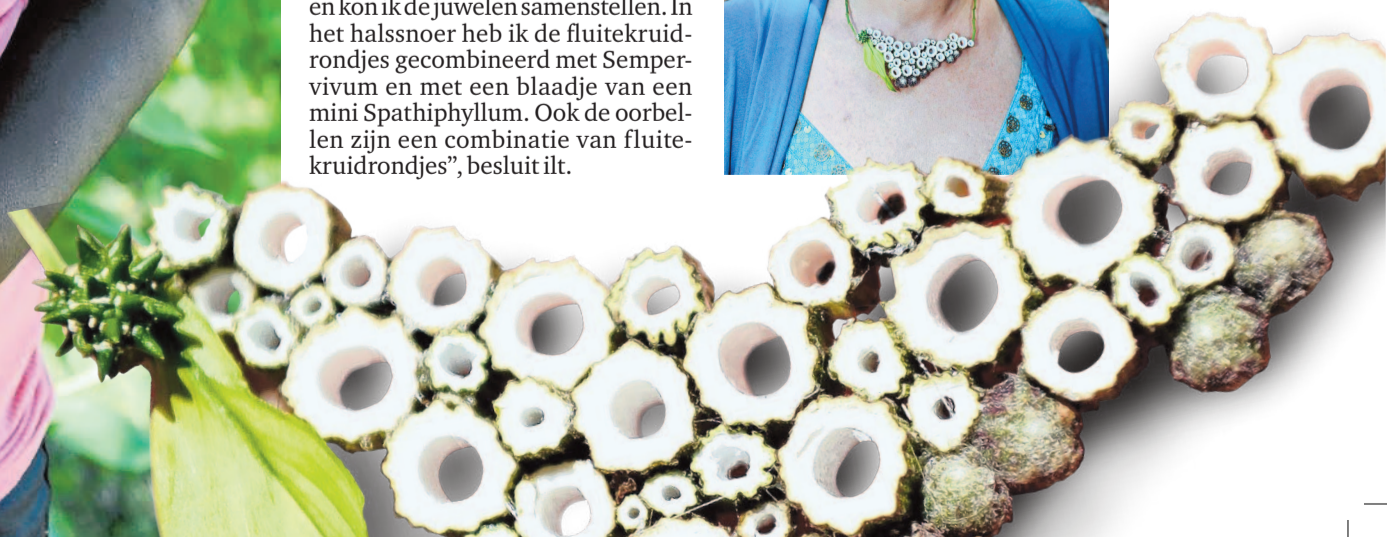 en kon ik de juwelen samenstellen. In
het halssnoer heb ik de fluitekruid-
rondjes gecombineerd met Semper-
vivum en met een blaadje van een
mini Spathiphyllum. Ook de oorbel-
len zijn een combinatie van fluite-
kruidrondjes”, besluit ilt.